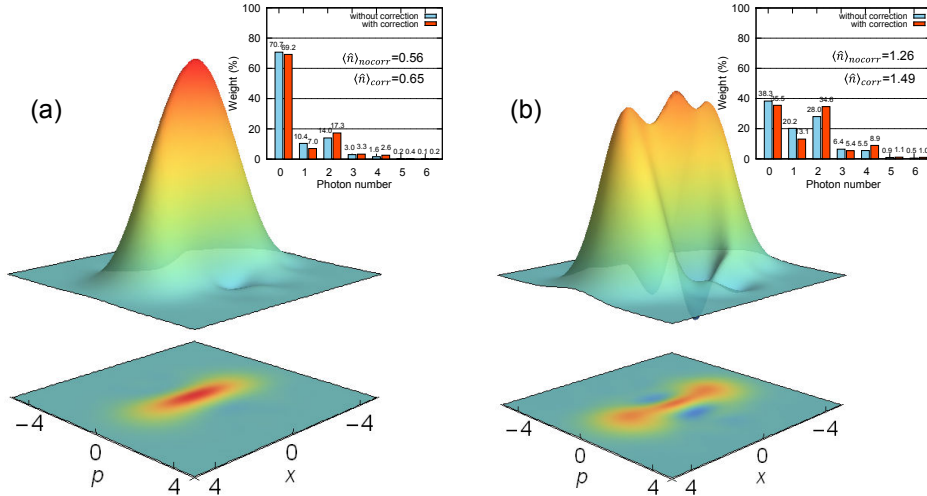 (a)
100
80
60
40
20
0
Weight (%)
without correction
with correction
⟨n̂⟩nocorr=0.56
⟨n̂⟩corr=0.65
70.7 69.2 10.4 7.0 14.0 17.3 3.0 3.3 1.6 2.6 0.2 0.4 0.1 0.2
0 1 2 3 4 5 6
Photon number
−4 0 4
p
4 0 −4
x
(b)
100
80
60
40
20
0
Weight (%)
without correction
with correction
⟨n̂⟩nocorr=1.26
⟨n̂⟩corr=1.49
38.3 35.5 20.2 13.1 28.0 34.6 6.4 5.4 5.5 8.9 0.9 1.1 0.5 1.0
0 1 2 3 4 5 6
Photon number
−4 0 4
p
4 0 −4
x